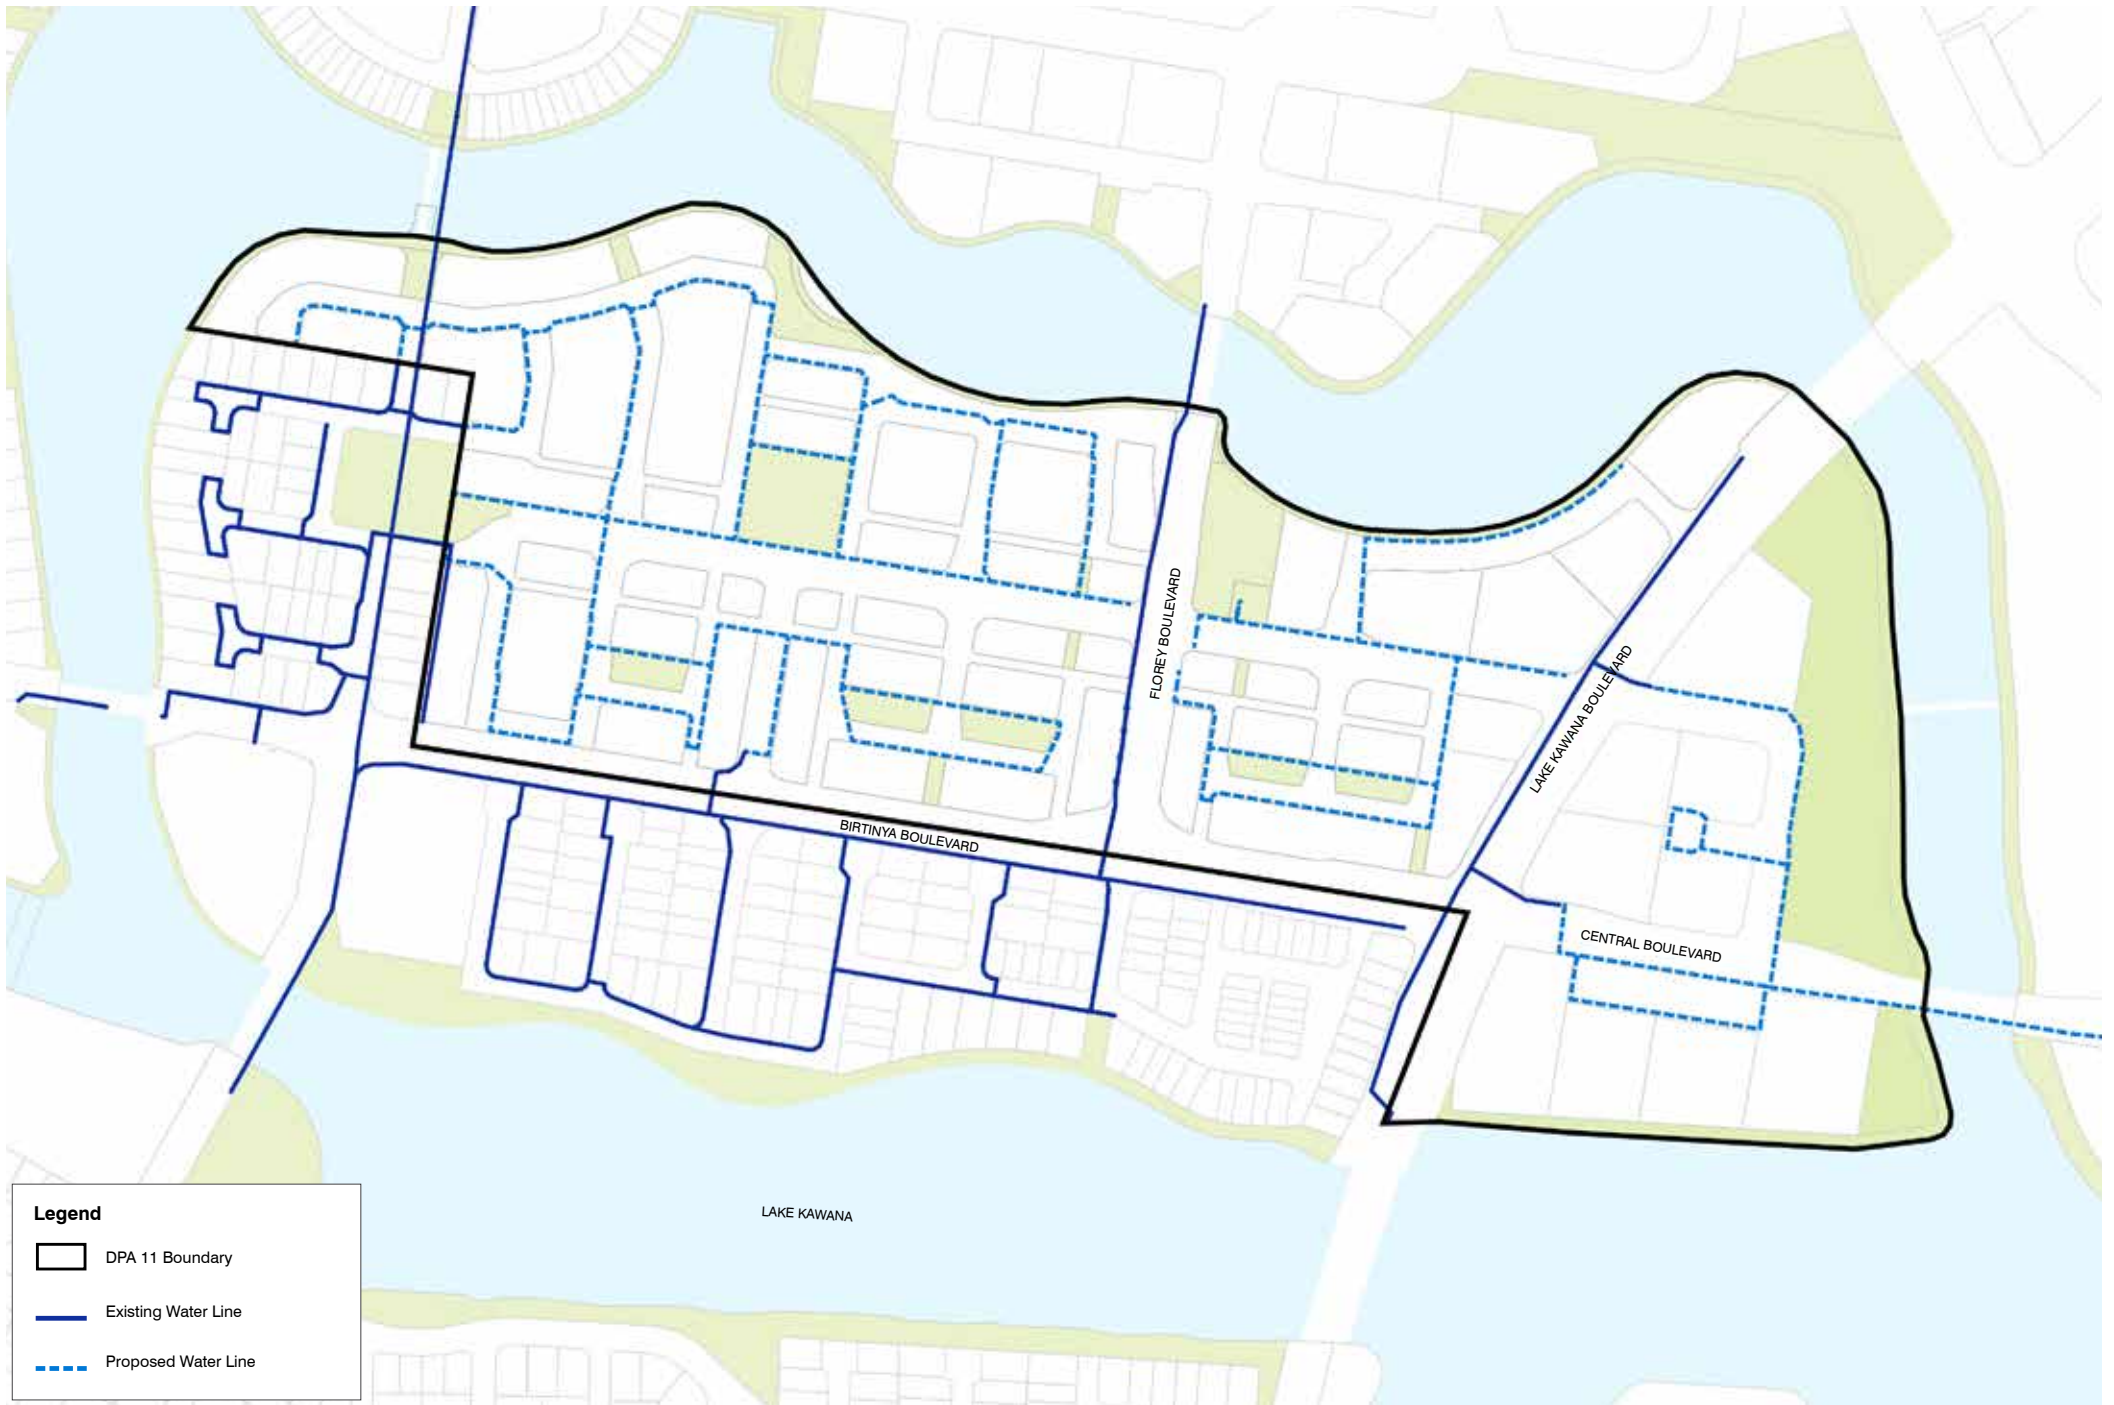 FLOREY BOULEVARD
LAKE KAWANA BOULEVARD
BIRTINYA BOULEVARD
CENTRAL BOULEVARD
LAKE KAWANA
Legend
DPA 11 Boundary
Existing Water Line
Proposed Water Line